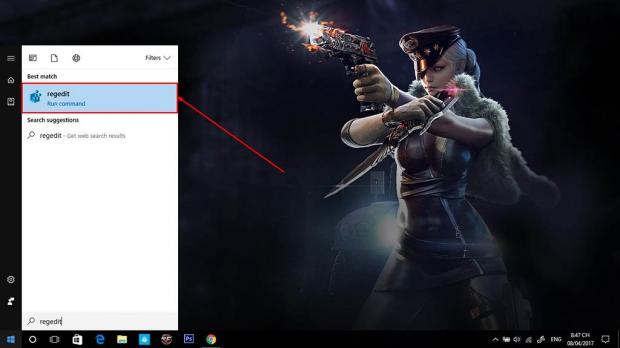 Filters
Best match
regedit
Run command
Search suggestions
regedit - Get web search results
regedit
Ps
ENG
8:47 CH
08/04/2017